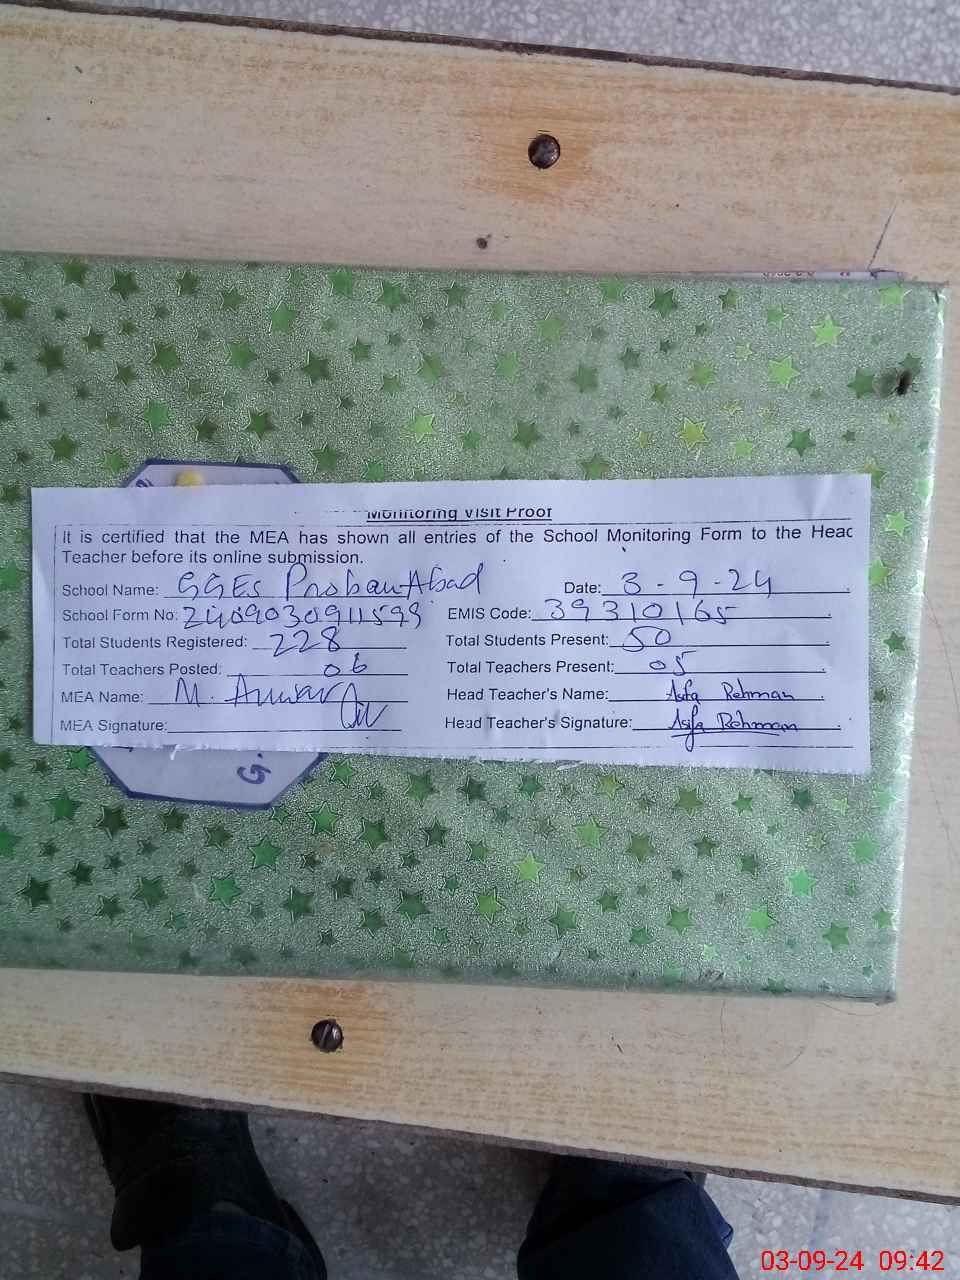 Monitoring Visit Proof
It is certified that the MEA has shown all entries of the School Monitoring Form to the Head
Teacher before its online submission.
School Name: GGES Proban Abad Date: 3-9-24
School Form No: 2409030911599 EMIS Code: 39310165
Total Students Registered: 228 Total Students Present: 50
Total Teachers Posted: 06 Total Teachers Present: 05
MEA Name: M. Anwar Head Teacher's Name: Asfa Rehman
MEA Signature: Head Teacher's Signature: Asifa Rehman
G.
03-09-24 09:42